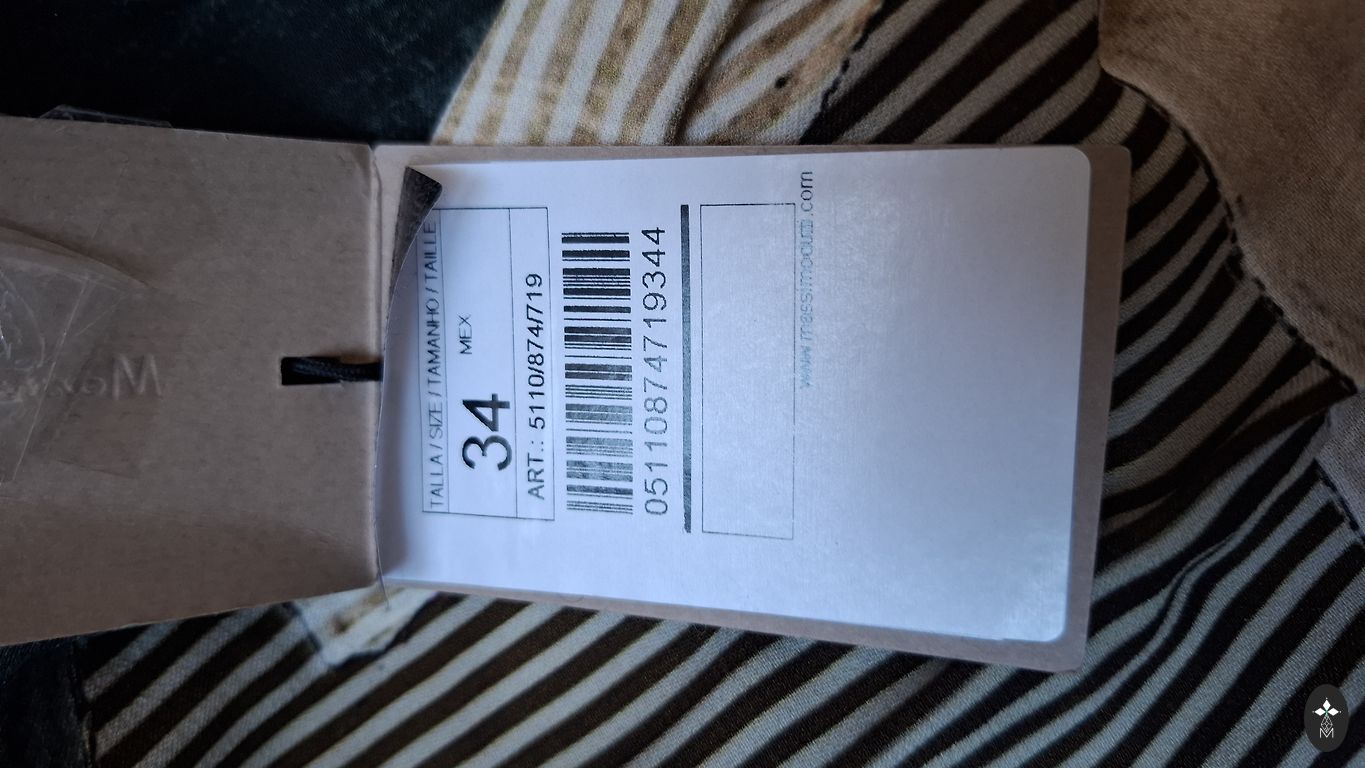 TALLA / SIZE / TAMANHO / TAILLE
34 MEX
ART.: 5110/874/719
05110874719344
www.massimodutti.com